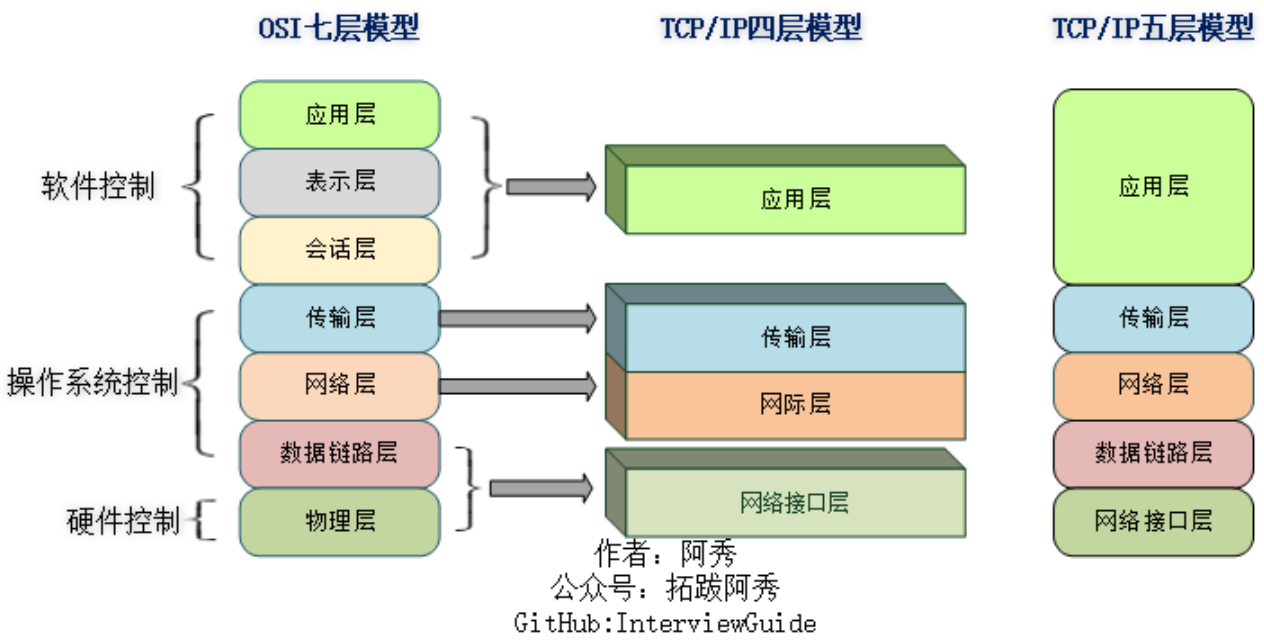 OSI七层模型
TCP/IP四层模型
TCP/IP五层模型
软件控制
操作系统控制
硬件控制
应用层
表示层
会话层
传输层
网络层
数据链路层
物理层
应用层
传输层
网际层
网络接口层
应用层
传输层
网络层
数据链路层
网络接口层
作者：阿秀
公众号：拓跋阿秀
GitHub:InterviewGuide